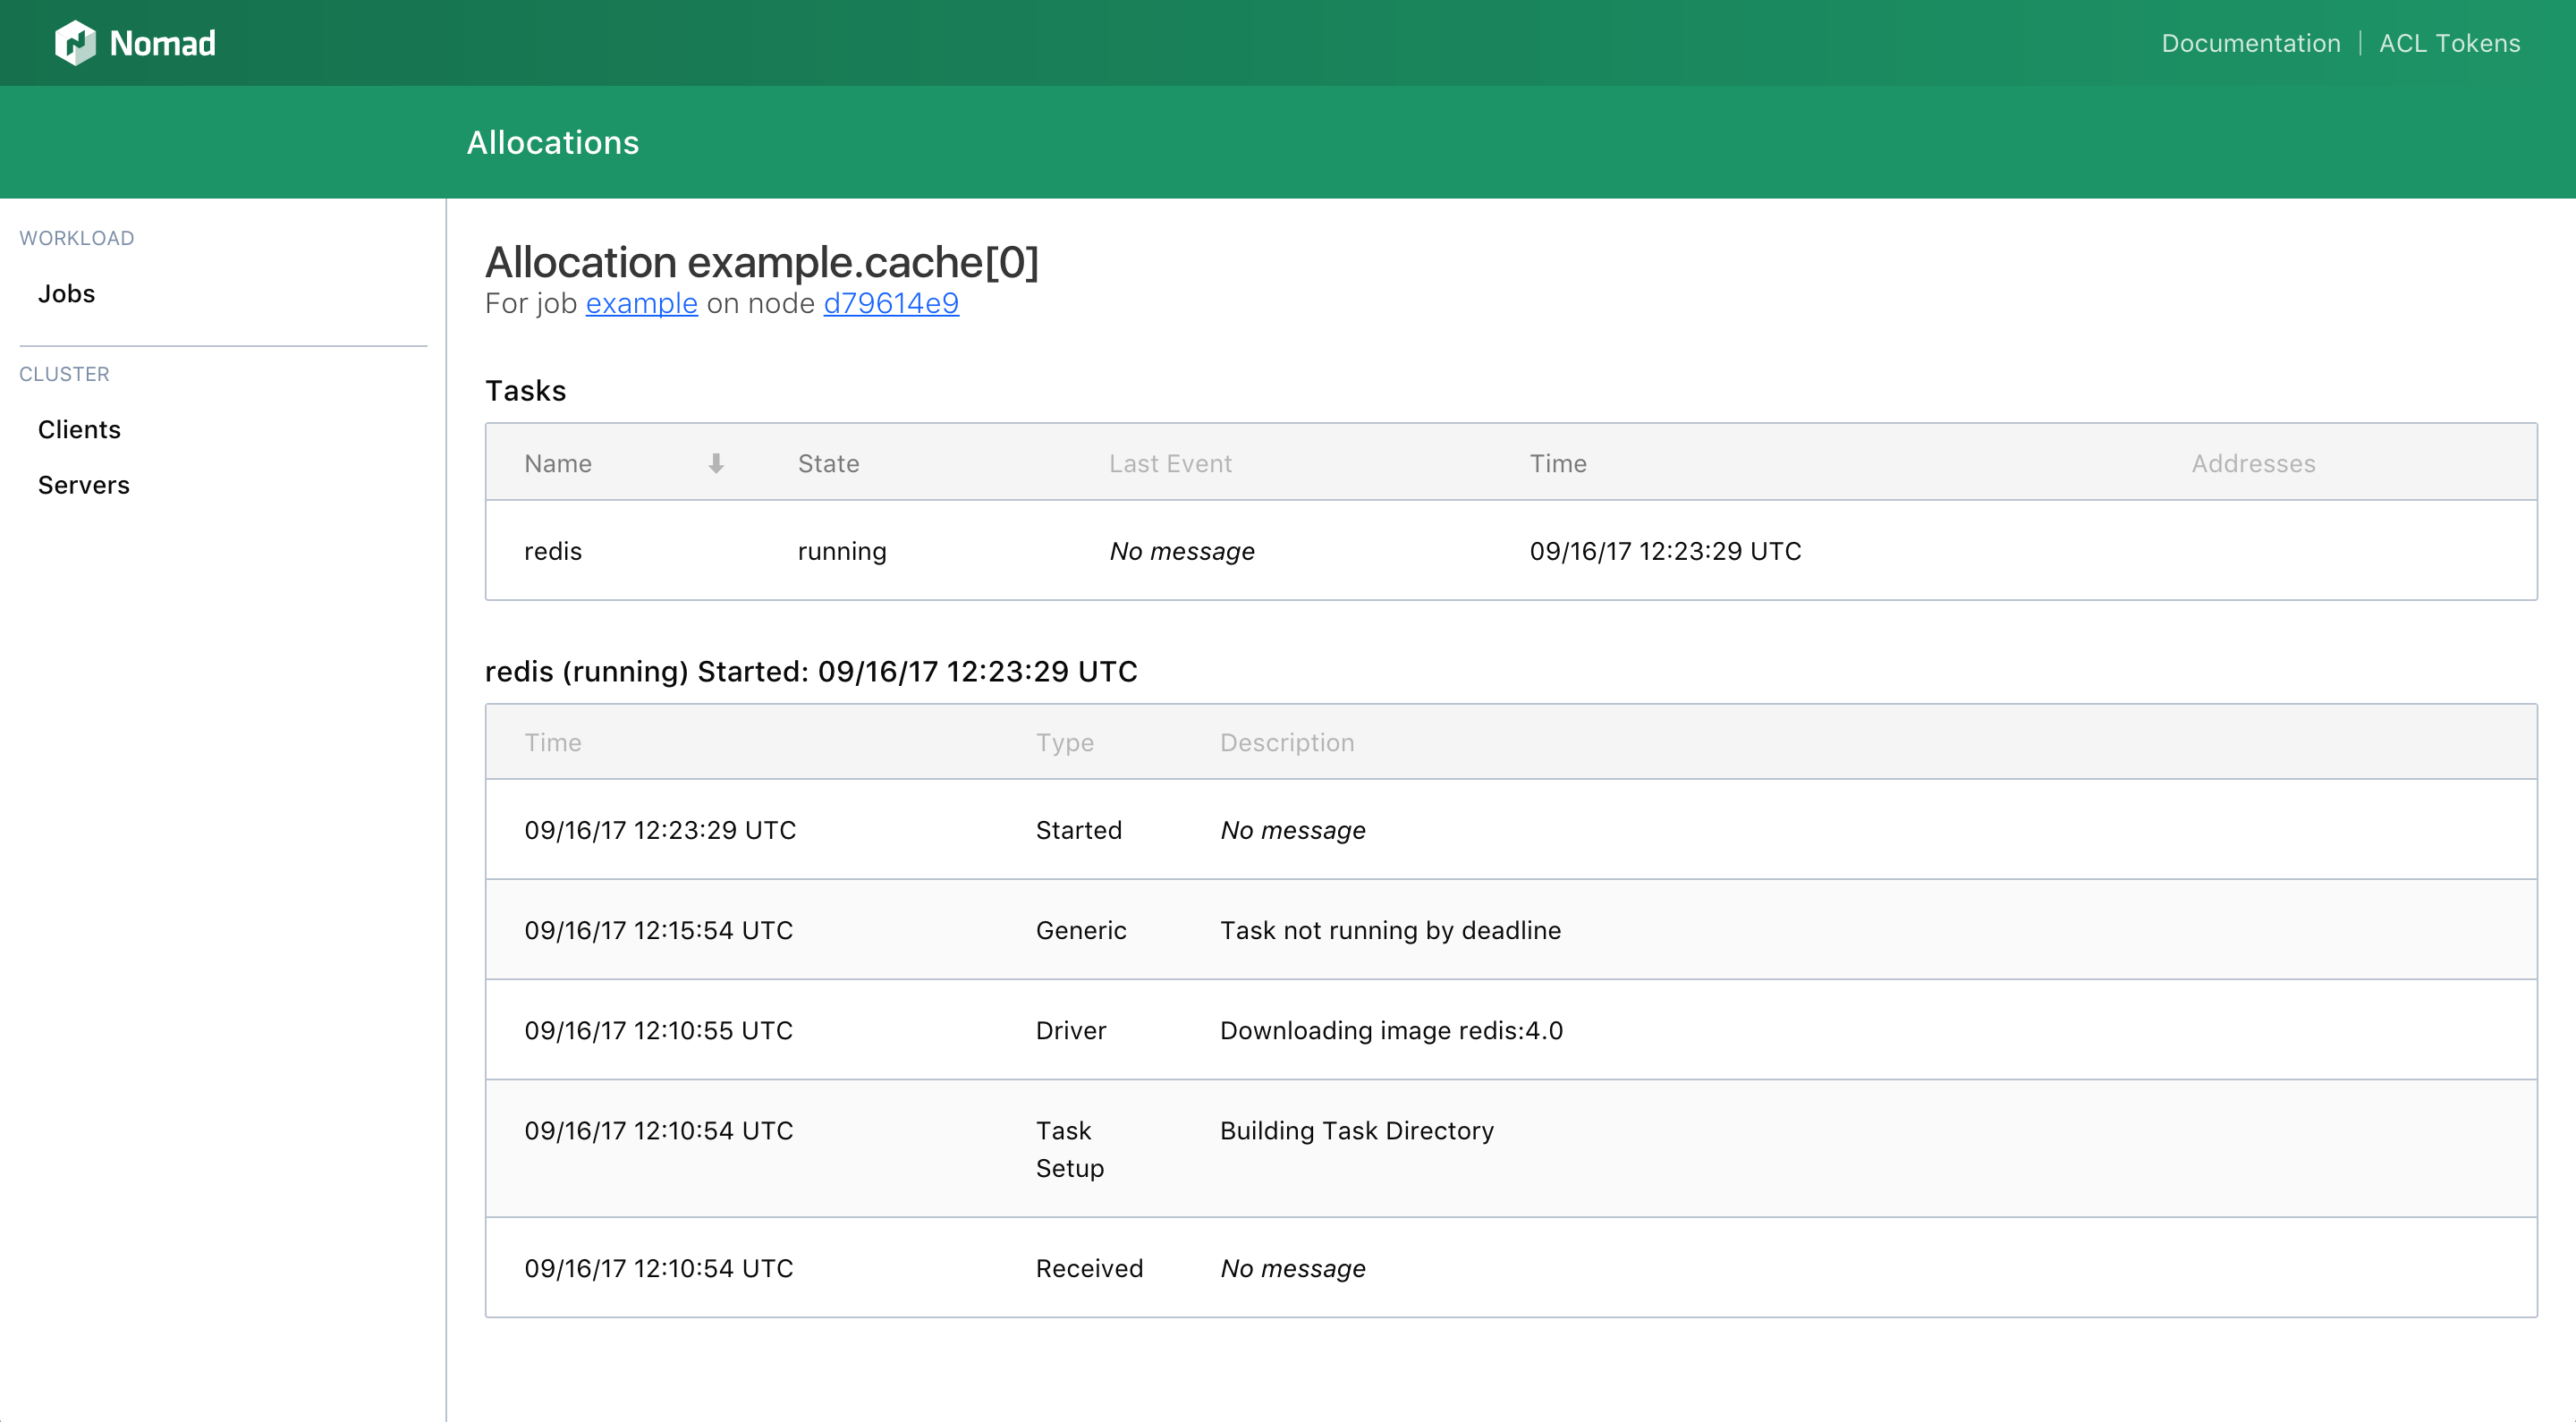 Nomad
Documentation | ACL Tokens
Allocations
WORKLOAD
Jobs
CLUSTER
Clients
Servers
Allocation example.cache[0]
For job example on node d79614e9
Tasks
Name State Last Event Time Addresses
redis running No message 09/16/17 12:23:29 UTC
redis (running) Started: 09/16/17 12:23:29 UTC
Time Type Description
09/16/17 12:23:29 UTC Started No message
09/16/17 12:15:54 UTC Generic Task not running by deadline
09/16/17 12:10:55 UTC Driver Downloading image redis:4.0
09/16/17 12:10:54 UTC Task Building Task Directory
Setup
09/16/17 12:10:54 UTC Received No message